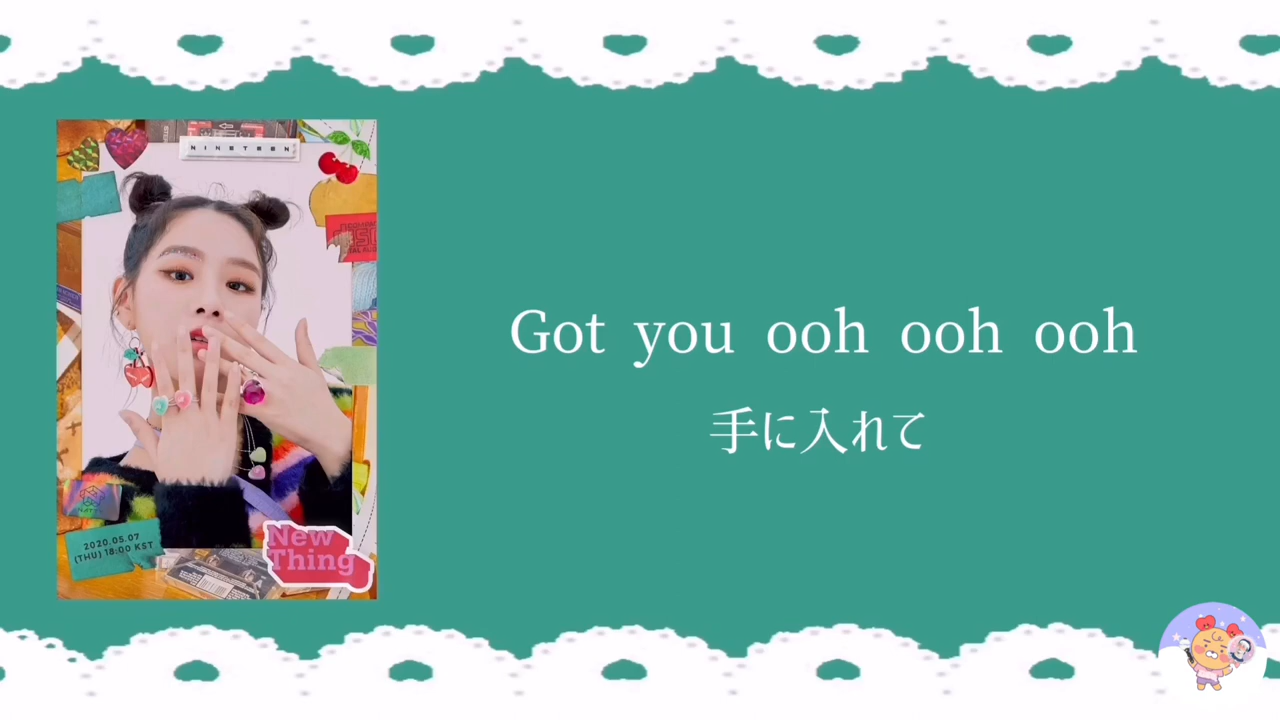 NINETEEN
NATTY
2020.05.07
(THU) 18:00 KST
New
Thing
Got you ooh ooh ooh
手に入れて